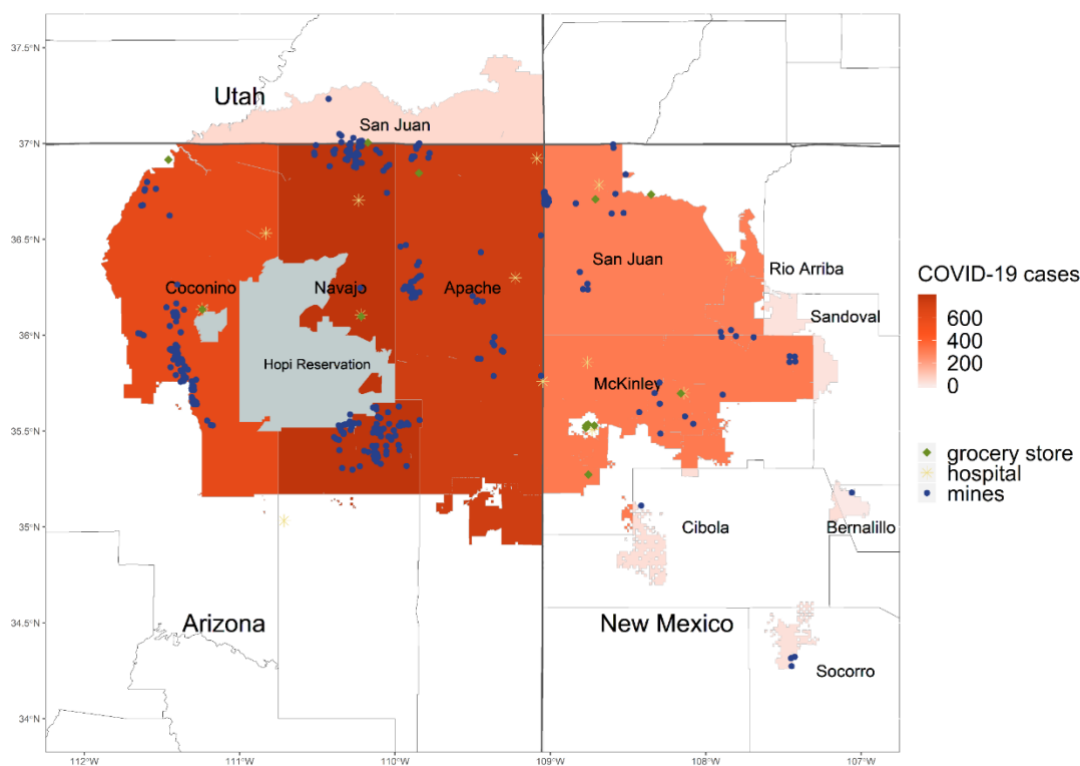 37.5°N
Utah
San Juan
37°N
36.5°N
San Juan
Rio Arriba
Coconino
Navajo
Apache
Sandoval
36°N
Hopi Reservation
McKinley
35.5°N
35°N
Cibola
Bernalillo
34.5°N
Arizona
New Mexico
Socorro
34°N
112°W
111°W
110°W
109°W
108°W
107°W
COVID-19 cases
600
400
200
0
grocery store
hospital
mines